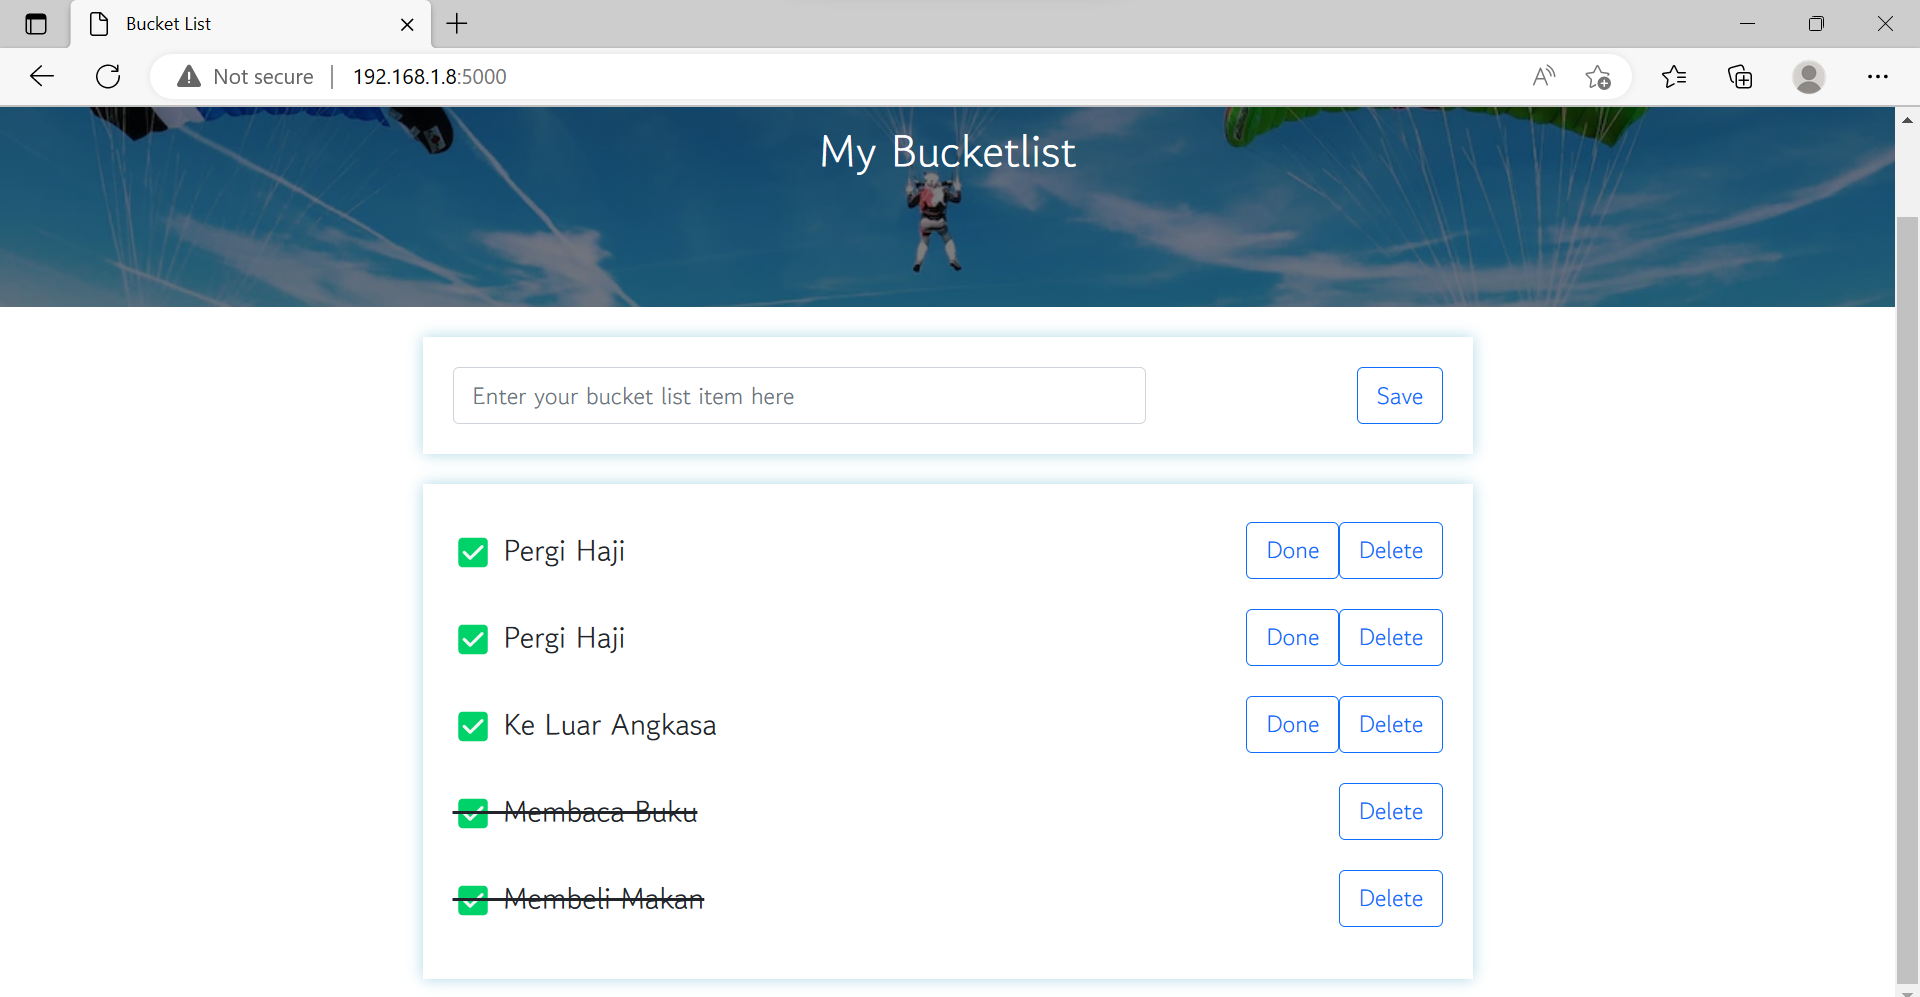 Bucket List
Not secure | 192.168.1.8:5000
My Bucketlist
Enter your bucket list item here
Save
Pergi Haji Done Delete
Pergi Haji Done Delete
Ke Luar Angkasa Done Delete
Membaca Buku Delete
Membeli Makan Delete